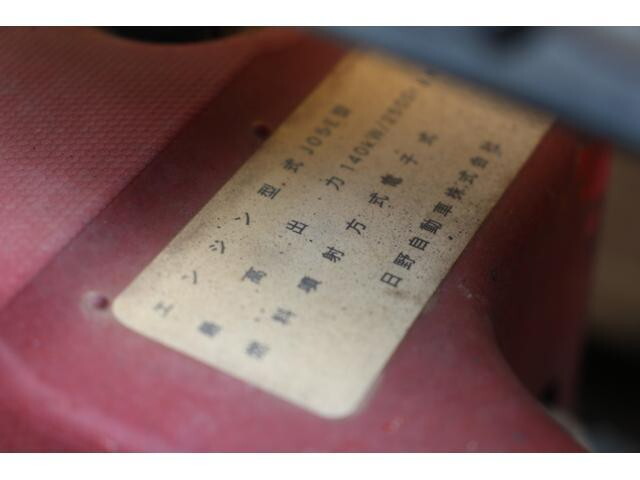 エンジン型式 J05E型
最高出力 140kW/2500
燃料噴射方式 電子式
日野自動車株式会社